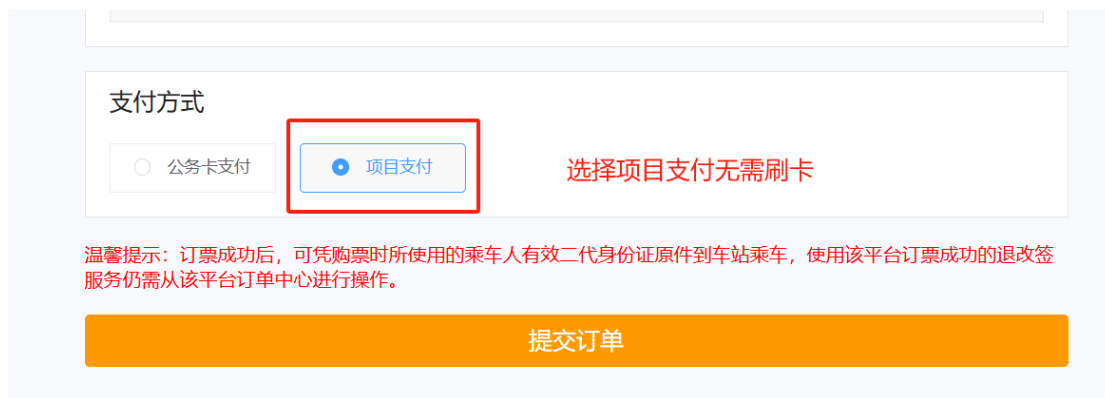 支付方式
公务卡支付
项目支付
选择项目支付无需刷卡
温馨提示：订票成功后，可凭购票时所使用的乘车人有效二代身份证原件到车站乘车，使用该平台订票成功的退改签
服务仍需从该平台订单中心进行操作。
提交订单